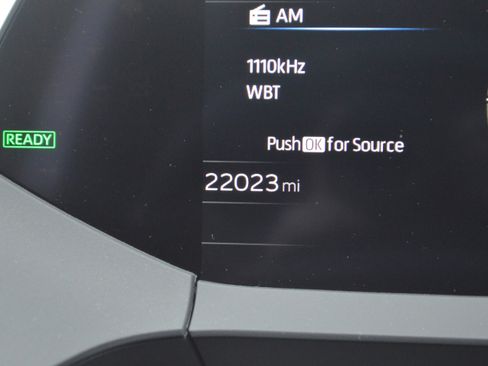 AM
1110kHz
WBT
READY
Push OK for Source
22023 mi